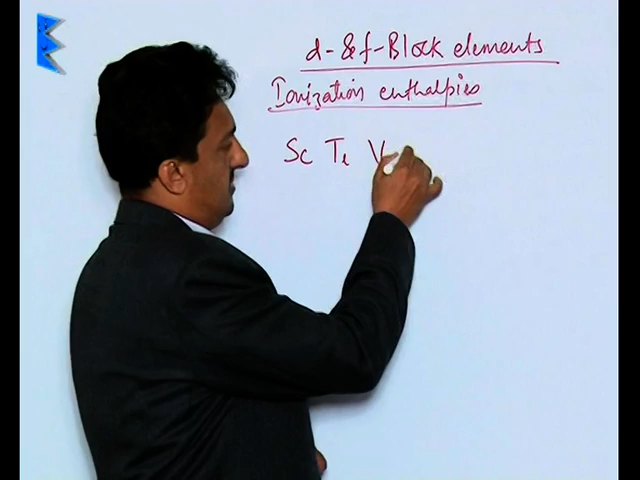 d- & f-Block elements
Ionization enthalpies
Sc Ti V